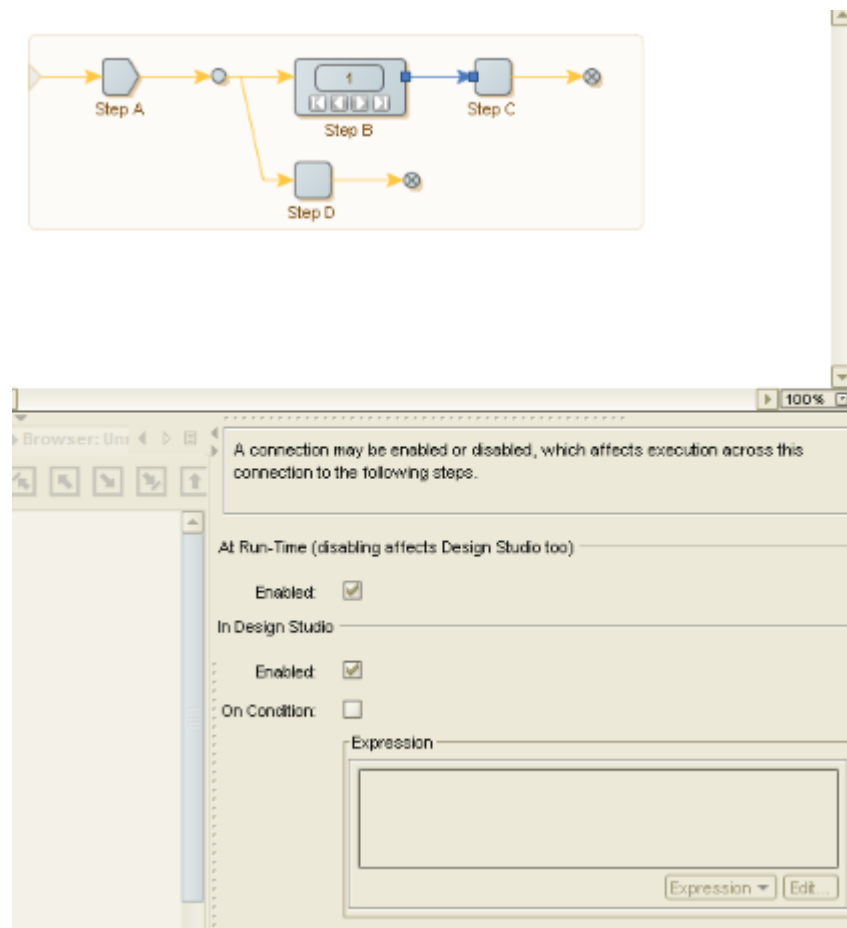 1
Step A
Step B
Step C
Step D
100%
Browser:
A connection may be enabled or disabled, which affects execution across this
connection to the following steps.
At Run-Time (disabling affects Design Studio too)
Enabled:
In Design Studio
Enabled:
On Condition:
Expression
Expression
Edit...